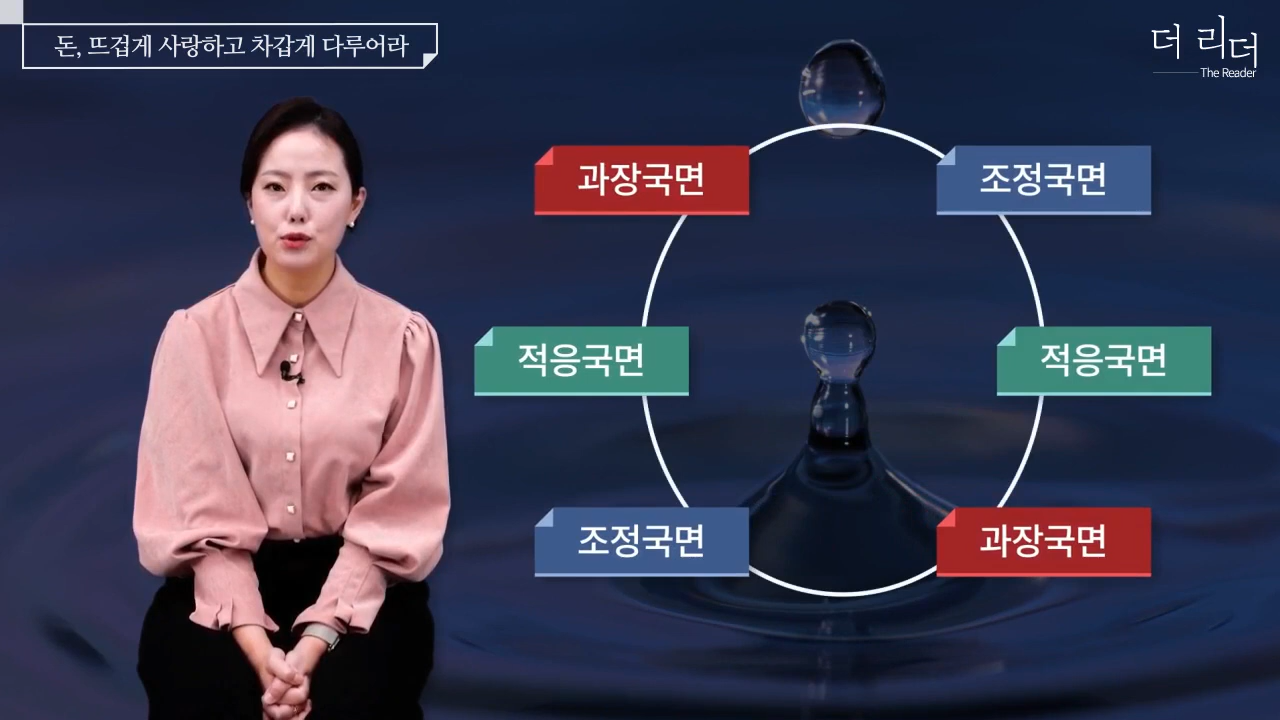 돈, 뜨겁게 사랑하고 차갑게 다루어라
더 리더
The Reader
과장국면
조정국면
적응국면
적응국면
조정국면
과장국면